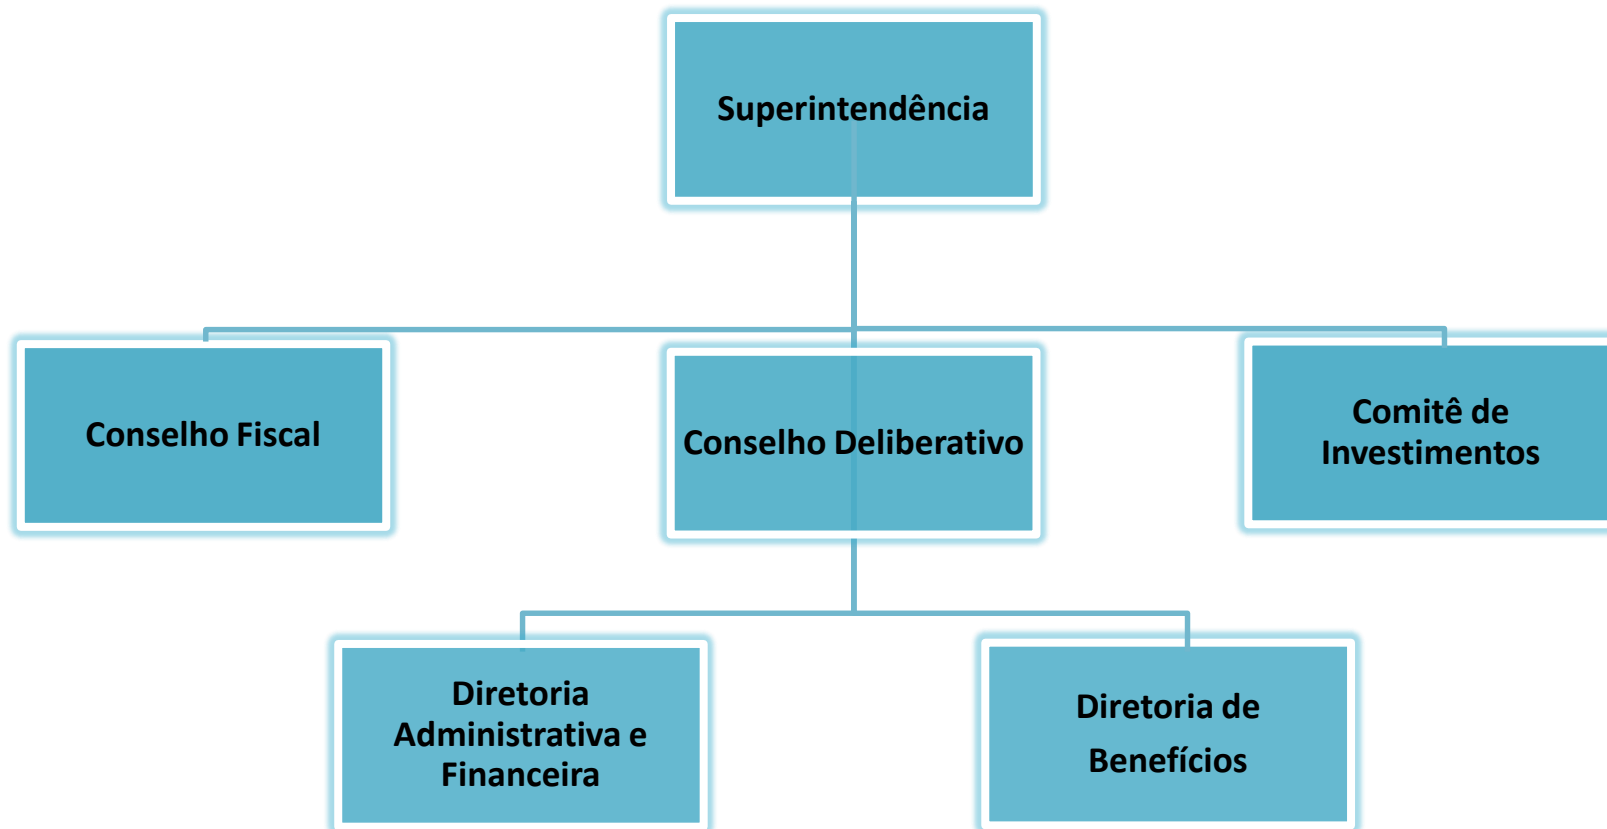 Superintendência
Conselho Fiscal
Conselho Deliberativo
Comitê de
Investimentos
Diretoria
Administrativa e
Financeira
Diretoria de
Benefícios